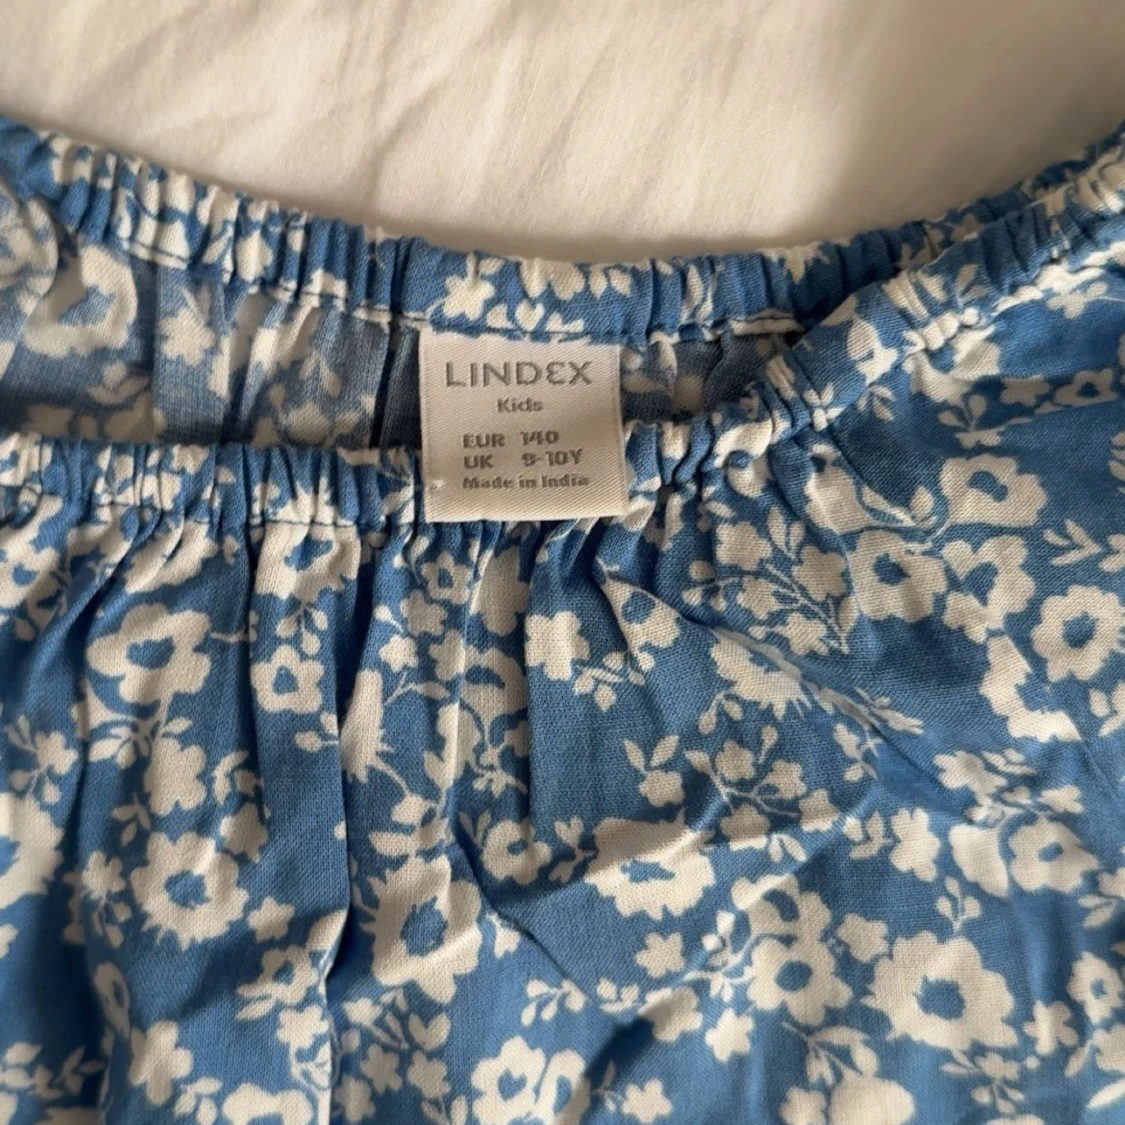 LINDEX
Kids
EUR 140
UK 9-10Y
Made in India